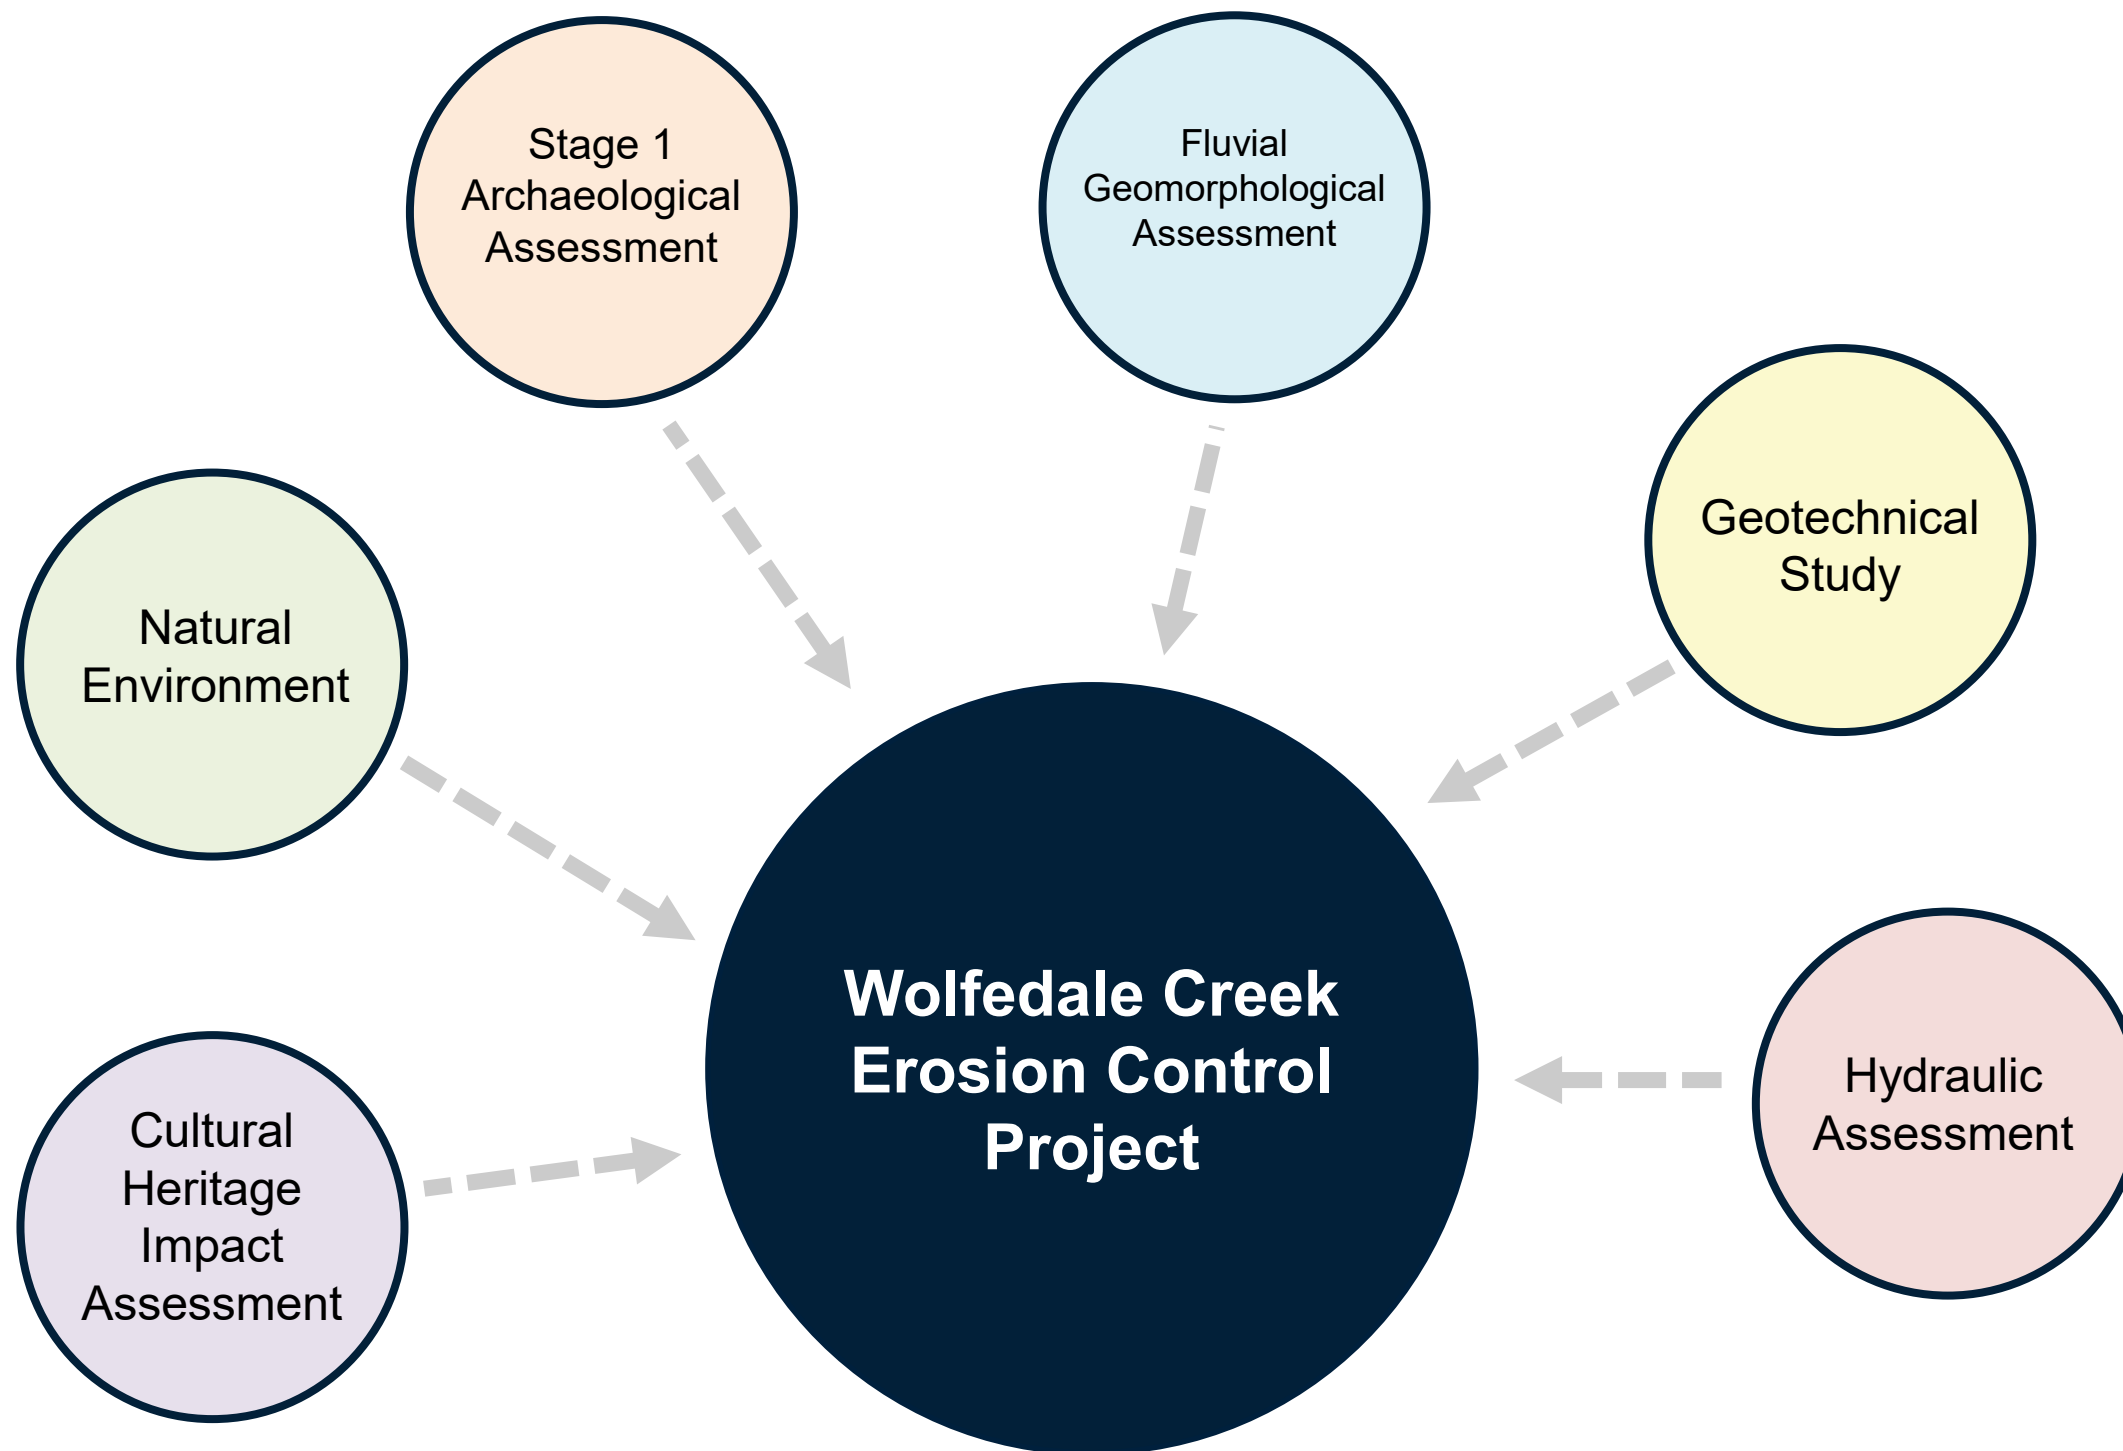 Stage 1
Archaeological
Assessment
Fluvial
Geomorphological
Assessment
Geotechnical
Study
Natural
Environment
Wolfedale Creek
Erosion Control
Project
Hydraulic
Assessment
Cultural
Heritage
Impact
Assessment